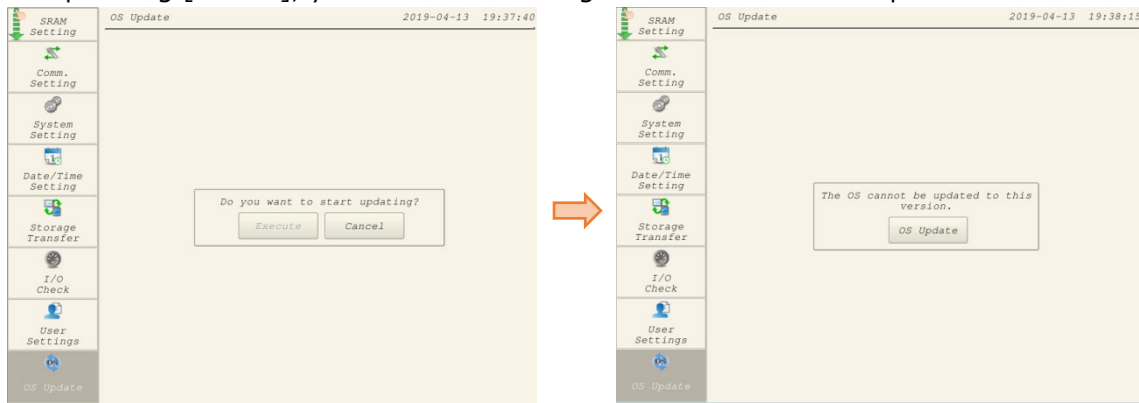 OS Update 2019-04-13 19:37:40
SRAM
Setting
Comm.
Setting
System
Setting
Date/Time
Setting
Storage
Transfer
I/O
Check
User
Settings
OS Update
Do you want to start updating?
Execute Cancel
OS Update 2019-04-13 19:38:15
SRAM
Setting
Comm.
Setting
System
Setting
Date/Time
Setting
Storage
Transfer
I/O
Check
User
Settings
OS Update
The OS cannot be updated to this
version.
OS Update